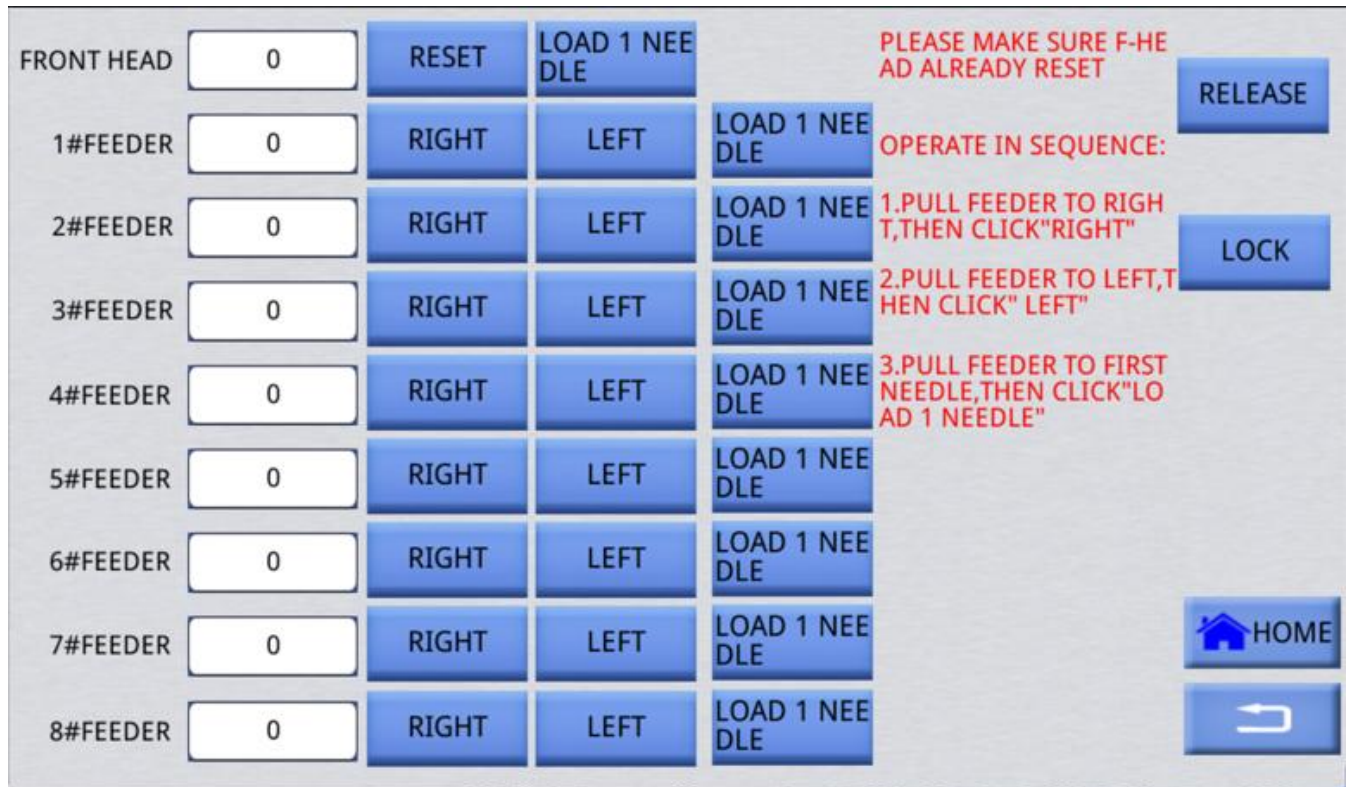 FRONT HEAD
0
RESET
LOAD 1 NEE
DLE
PLEASE MAKE SURE F-HE
AD ALREADY RESET
RELEASE
1#FEEDER
0
RIGHT
LEFT
LOAD 1 NEE
DLE
OPERATE IN SEQUENCE:
2#FEEDER
0
RIGHT
LEFT
LOAD 1 NEE
DLE
1.PULL FEEDER TO RIGH
T,THEN CLICK"RIGHT"
LOCK
3#FEEDER
0
RIGHT
LEFT
LOAD 1 NEE
DLE
2.PULL FEEDER TO LEFT,T
HEN CLICK" LEFT"
4#FEEDER
0
RIGHT
LEFT
LOAD 1 NEE
DLE
3.PULL FEEDER TO FIRST
NEEDLE,THEN CLICK"LO
AD 1 NEEDLE"
5#FEEDER
0
RIGHT
LEFT
LOAD 1 NEE
DLE
6#FEEDER
0
RIGHT
LEFT
LOAD 1 NEE
DLE
7#FEEDER
0
RIGHT
LEFT
LOAD 1 NEE
DLE
HOME
8#FEEDER
0
RIGHT
LEFT
LOAD 1 NEE
DLE